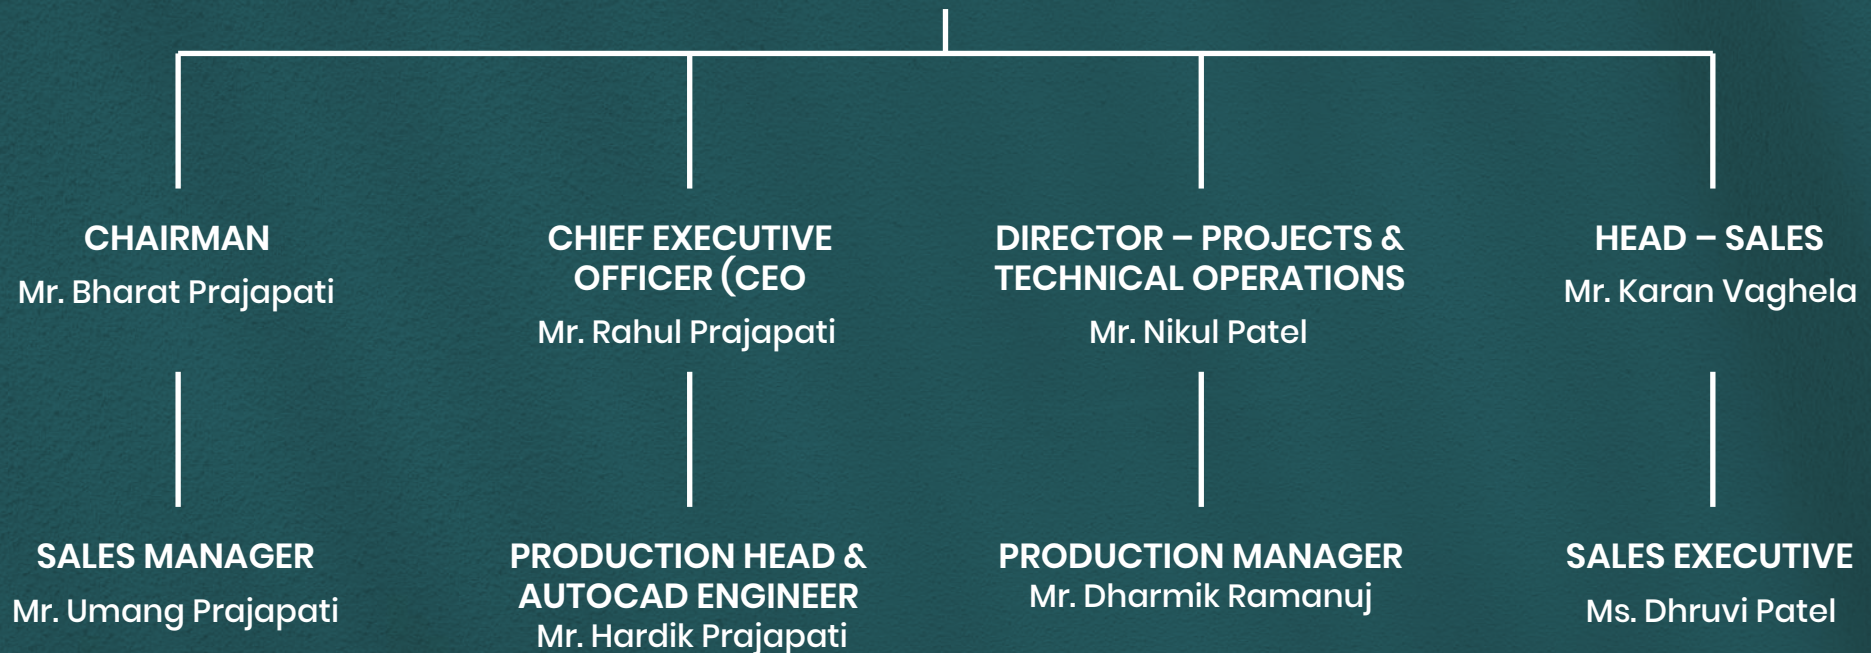 CHAIRMAN
Mr. Bharat Prajapati
CHIEF EXECUTIVE
OFFICER (CEO
Mr. Rahul Prajapati
DIRECTOR – PROJECTS &
TECHNICAL OPERATIONS
Mr. Nikul Patel
HEAD – SALES
Mr. Karan Vaghela
SALES MANAGER
Mr. Umang Prajapati
PRODUCTION HEAD &
AUTOCAD ENGINEER
Mr. Hardik Prajapati
PRODUCTION MANAGER
Mr. Dharmik Ramanuj
SALES EXECUTIVE
Ms. Dhruvi Patel